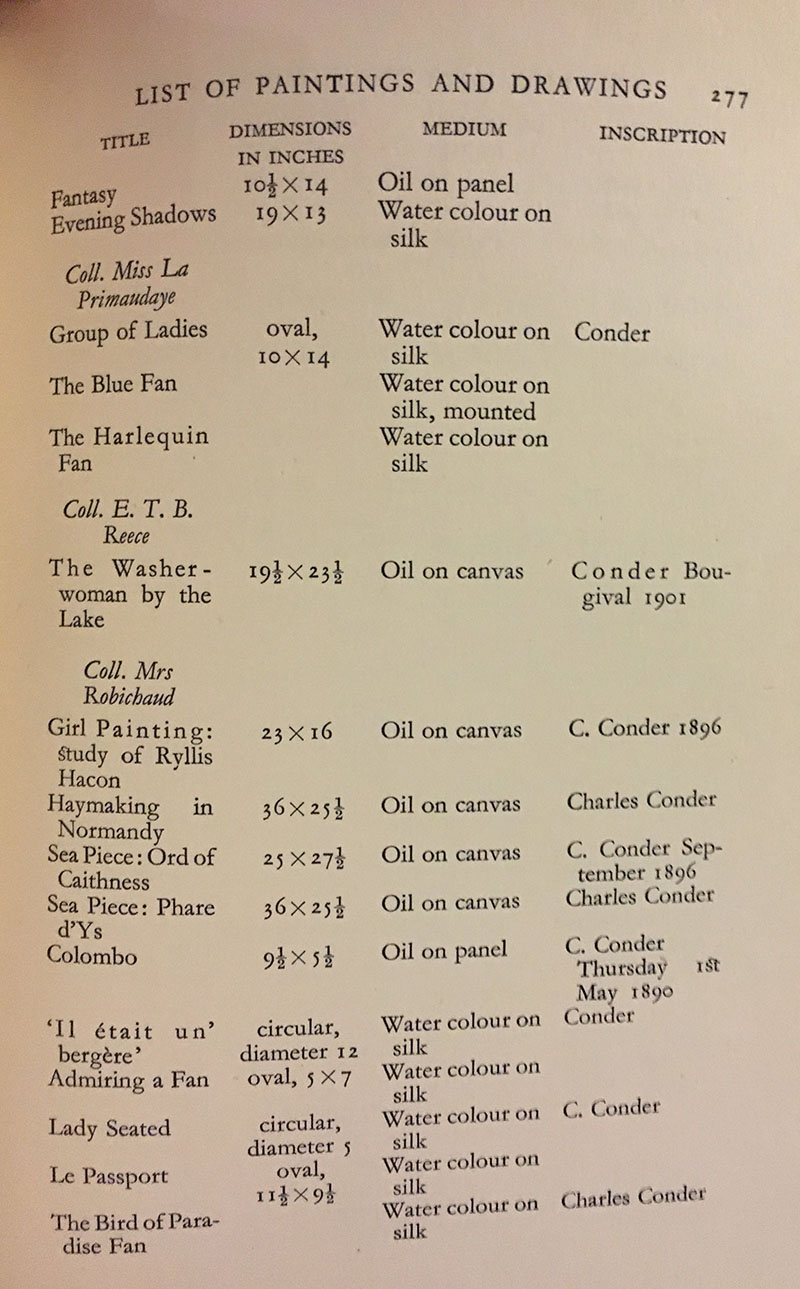 LIST OF PAINTINGS AND DRAWINGS 277
TITLE DIMENSIONS IN INCHES MEDIUM INSCRIPTION
Fantasy 10½ × 14 Oil on panel
Evening Shadows 19 × 13 Water colour on
silk
Coll. Miss La
Primaudaye
Group of Ladies oval, Water colour on Conder
10 × 14 silk
The Blue Fan Water colour on
silk, mounted
The Harlequin Water colour on
Fan silk
Coll. E. T. B.
Reece
The Washer- 19½ × 23½ Oil on canvas Conder Bou-
woman by the gival 1901
Lake
Coll. Mrs
Robichaud
Girl Painting: 23 × 16 Oil on canvas C. Conder 1896
study of Ryllis
Hacon
Haymaking in 36 × 25½ Oil on canvas Charles Conder
Normandy
Sea Piece: Ord of 25 × 27½ Oil on canvas C. Conder Sep-
Caithness tember 1896
Sea Piece: Phare 36 × 25½ Oil on canvas Charles Conder
d'Ys
Colombo 9½ × 5½ Oil on panel C. Conder
Thursday 1st
May 1890
'Il était un' circular, Water colour on Conder
bergère' diameter 12 silk
Admiring a Fan oval, 5 × 7 Water colour on
silk
Lady Seated circular, Water colour on C. Conder
diameter 5 silk
Le Passport oval, Water colour on
11½ × 9½ silk
The Bird of Para- Water colour on Charles Conder
dise Fan silk